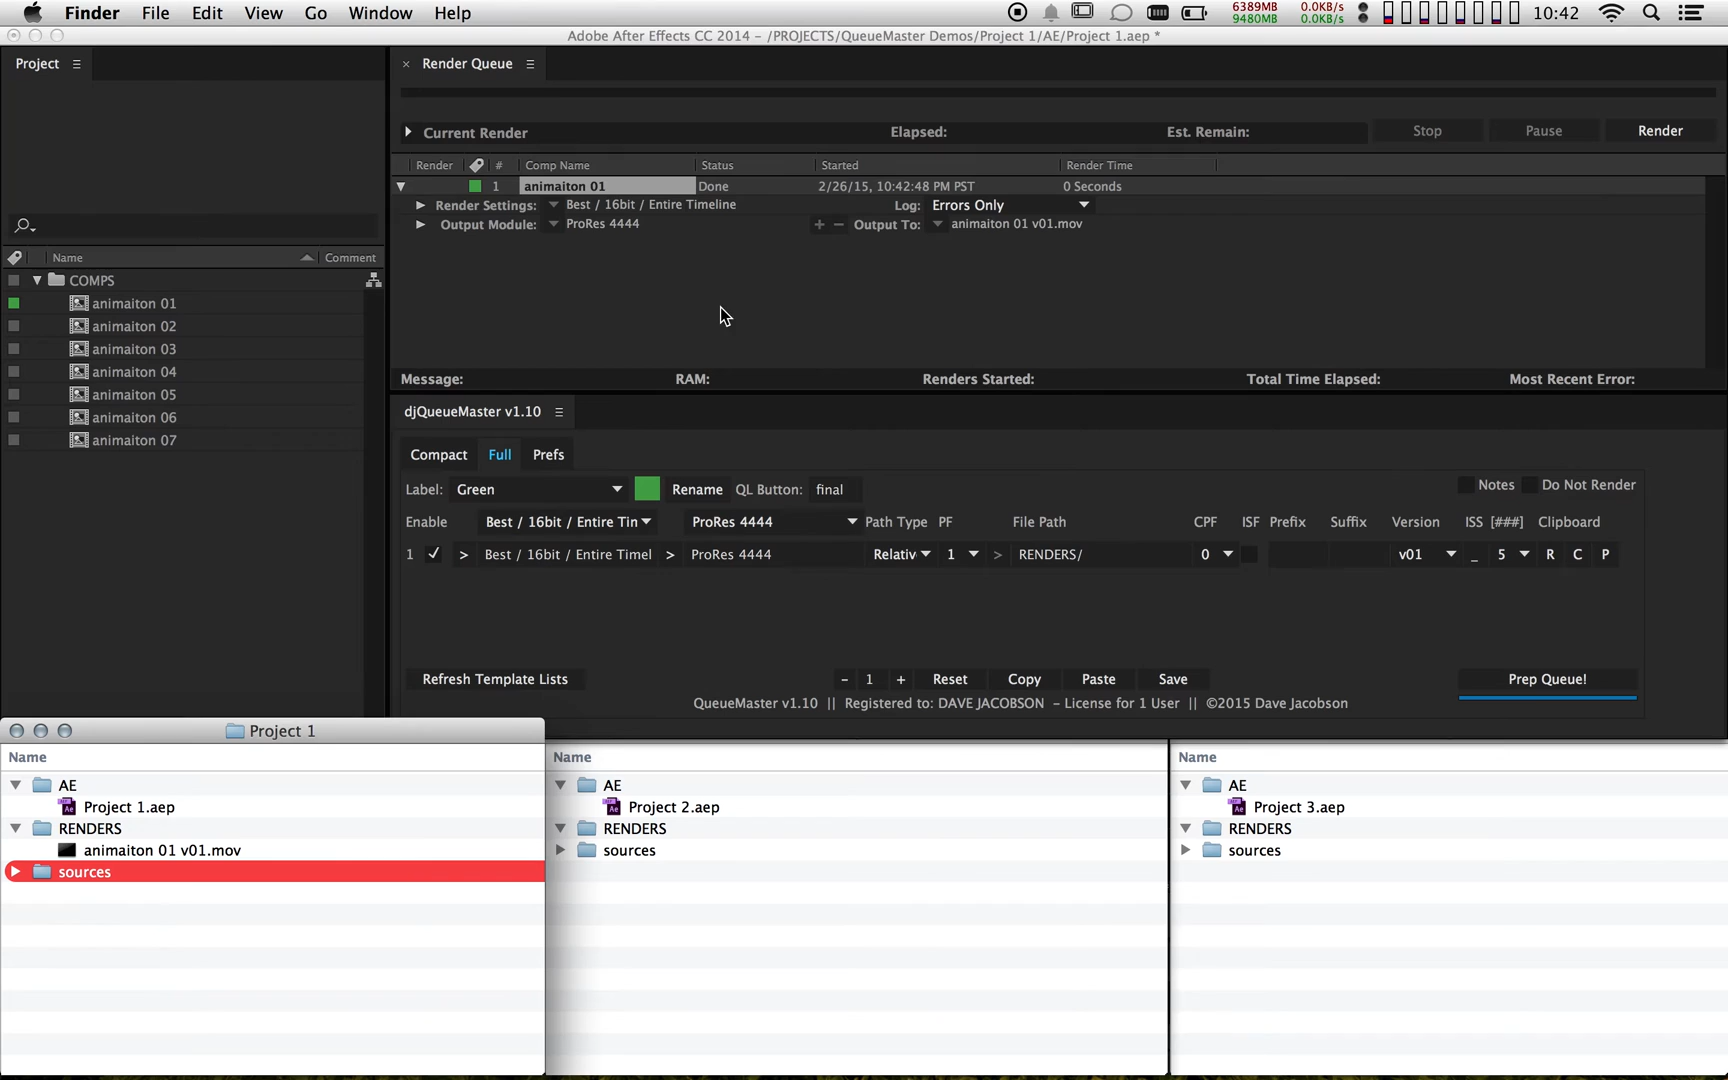 Finder File Edit View Go Window Help 6389MB 9480MB 0.0KB/s 0.0KB/s 10:42
Adobe After Effects CC 2014 – /PROJECTS/QueueMaster Demos/Project 1/AE/Project 1.aep *
Project
Render Queue
Current Render Elapsed: Est. Remain: Stop Pause Render
Render # Comp Name Status Started Render Time
1 animaiton 01 Done 2/26/15, 10:42:48 PM PST 0 Seconds
Render Settings: Best / 16bit / Entire Timeline Log: Errors Only
Output Module: ProRes 4444 + – Output To: animaiton 01 v01.mov
Name Comment
COMPS
animaiton 01
animaiton 02
animaiton 03
animaiton 04
animaiton 05
animaiton 06
animaiton 07
Message: RAM: Renders Started: Total Time Elapsed: Most Recent Error:
djQueueMaster v1.10
Compact Full Prefs
Label: Green Rename QL Button: final Notes Do Not Render
Enable Best / 16bit / Entire Tin ProRes 4444 Path Type PF File Path CPF ISF Prefix Suffix Version ISS [###] Clipboard
1 > Best / 16bit / Entire Timel > ProRes 4444 Relativ 1 > RENDERS/ 0 v01 _ 5 R C P
Refresh Template Lists - 1 + Reset Copy Paste Save Prep Queue!
QueueMaster v1.10 || Registered to: DAVE JACOBSON - License for 1 User || ©2015 Dave Jacobson
Project 1
Name
AE
Project 1.aep
RENDERS
animaiton 01 v01.mov
sources
Name
AE
Project 2.aep
RENDERS
sources
Name
AE
Project 3.aep
RENDERS
sources